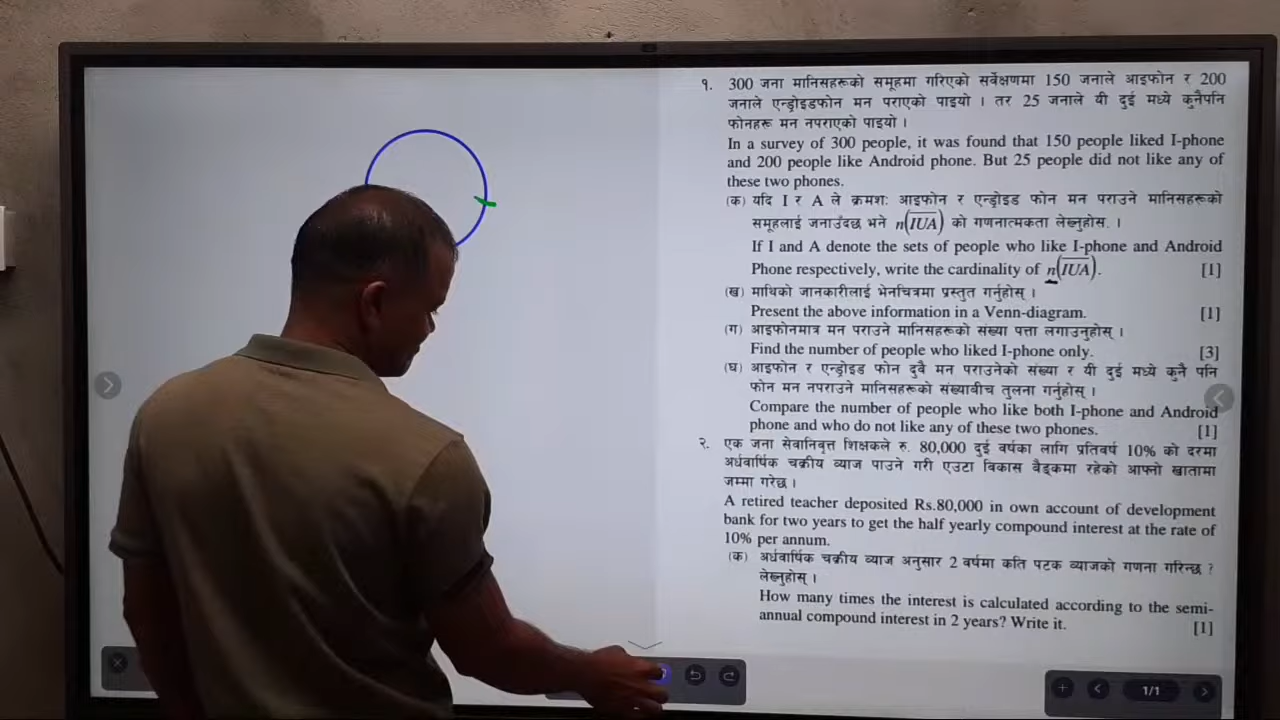 १. 300 जना मानिसहरूको समूहमा गरिएको सर्वेक्षणमा 150 जनाले आइफोन र 200
जनाले एन्ड्रोइडफोन मन पराएको पाइयो । तर 25 जनाले यी दुई मध्ये कुनैपनि
फोनहरू मन नपराएको पाइयो ।
In a survey of 300 people, it was found that 150 people liked I-phone
and 200 people like Android phone. But 25 people did not like any of
these two phones.
(क) यदि I र A ले क्रमशः आइफोन र एन्ड्रोइड फोन मन पराउने मानिसहरूको
समूहलाई जनाउँदछ भने n(\overline{IUA}) को गणनात्मकता लेख्नुहोस् ।
If I and A denote the sets of people who like I-phone and Android
Phone respectively, write the cardinality of n(\overline{IUA}). [1]
(ख) माथिको जानकारीलाई भेनचित्रमा प्रस्तुत गर्नुहोस् ।
Present the above information in a Venn-diagram. [1]
(ग) आइफोनमात्र मन पराउने मानिसहरूको संख्या पत्ता लगाउनुहोस् ।
Find the number of people who liked I-phone only. [3]
(घ) आइफोन र एन्ड्रोइड फोन दुवै मन पराउनेको संख्या र यी दुई मध्ये कुनै पनि
फोन मन नपराउने मानिसहरूको संख्याबीच तुलना गर्नुहोस् ।
Compare the number of people who like both I-phone and Android
phone and who do not like any of these two phones. [1]
२. एक जना सेवानिवृत्त शिक्षकले रु. 80,000 दुई वर्षका लागि प्रतिवर्ष 10% को दरमा
अर्धवार्षिक चक्रीय व्याज पाउने गरी एउटा विकास बैङ्कमा रहेको आफ्नो खातामा
जम्मा गरेछ ।
A retired teacher deposited Rs.80,000 in own account of development
bank for two years to get the half yearly compound interest at the rate of
10% per annum.
(क) अर्धवार्षिक चक्रीय व्याज अनुसार 2 वर्षमा कति पटक व्याजको गणना गरिन्छ ?
लेख्नुहोस् ।
How many times the interest is calculated according to the semi-
annual compound interest in 2 years? Write it. [1]
1/1